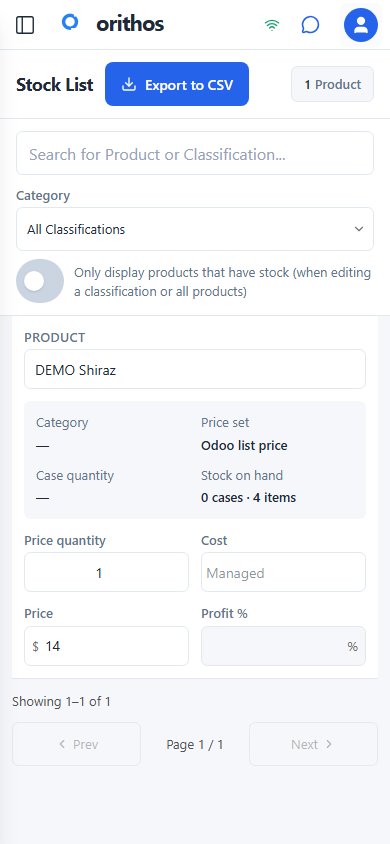 orithos
Stock List
Export to CSV
1 Product
Search for Product or Classification...
Category
All Classifications
Only display products that have stock (when editing
a classification or all products)
PRODUCT
DEMO Shiraz
Category
Price set
—
Odoo list price
Case quantity
Stock on hand
—
0 cases · 4 items
Price quantity
Cost
1
Managed
Price
Profit %
$ 14
%
Showing 1–1 of 1
Prev
Page 1 / 1
Next